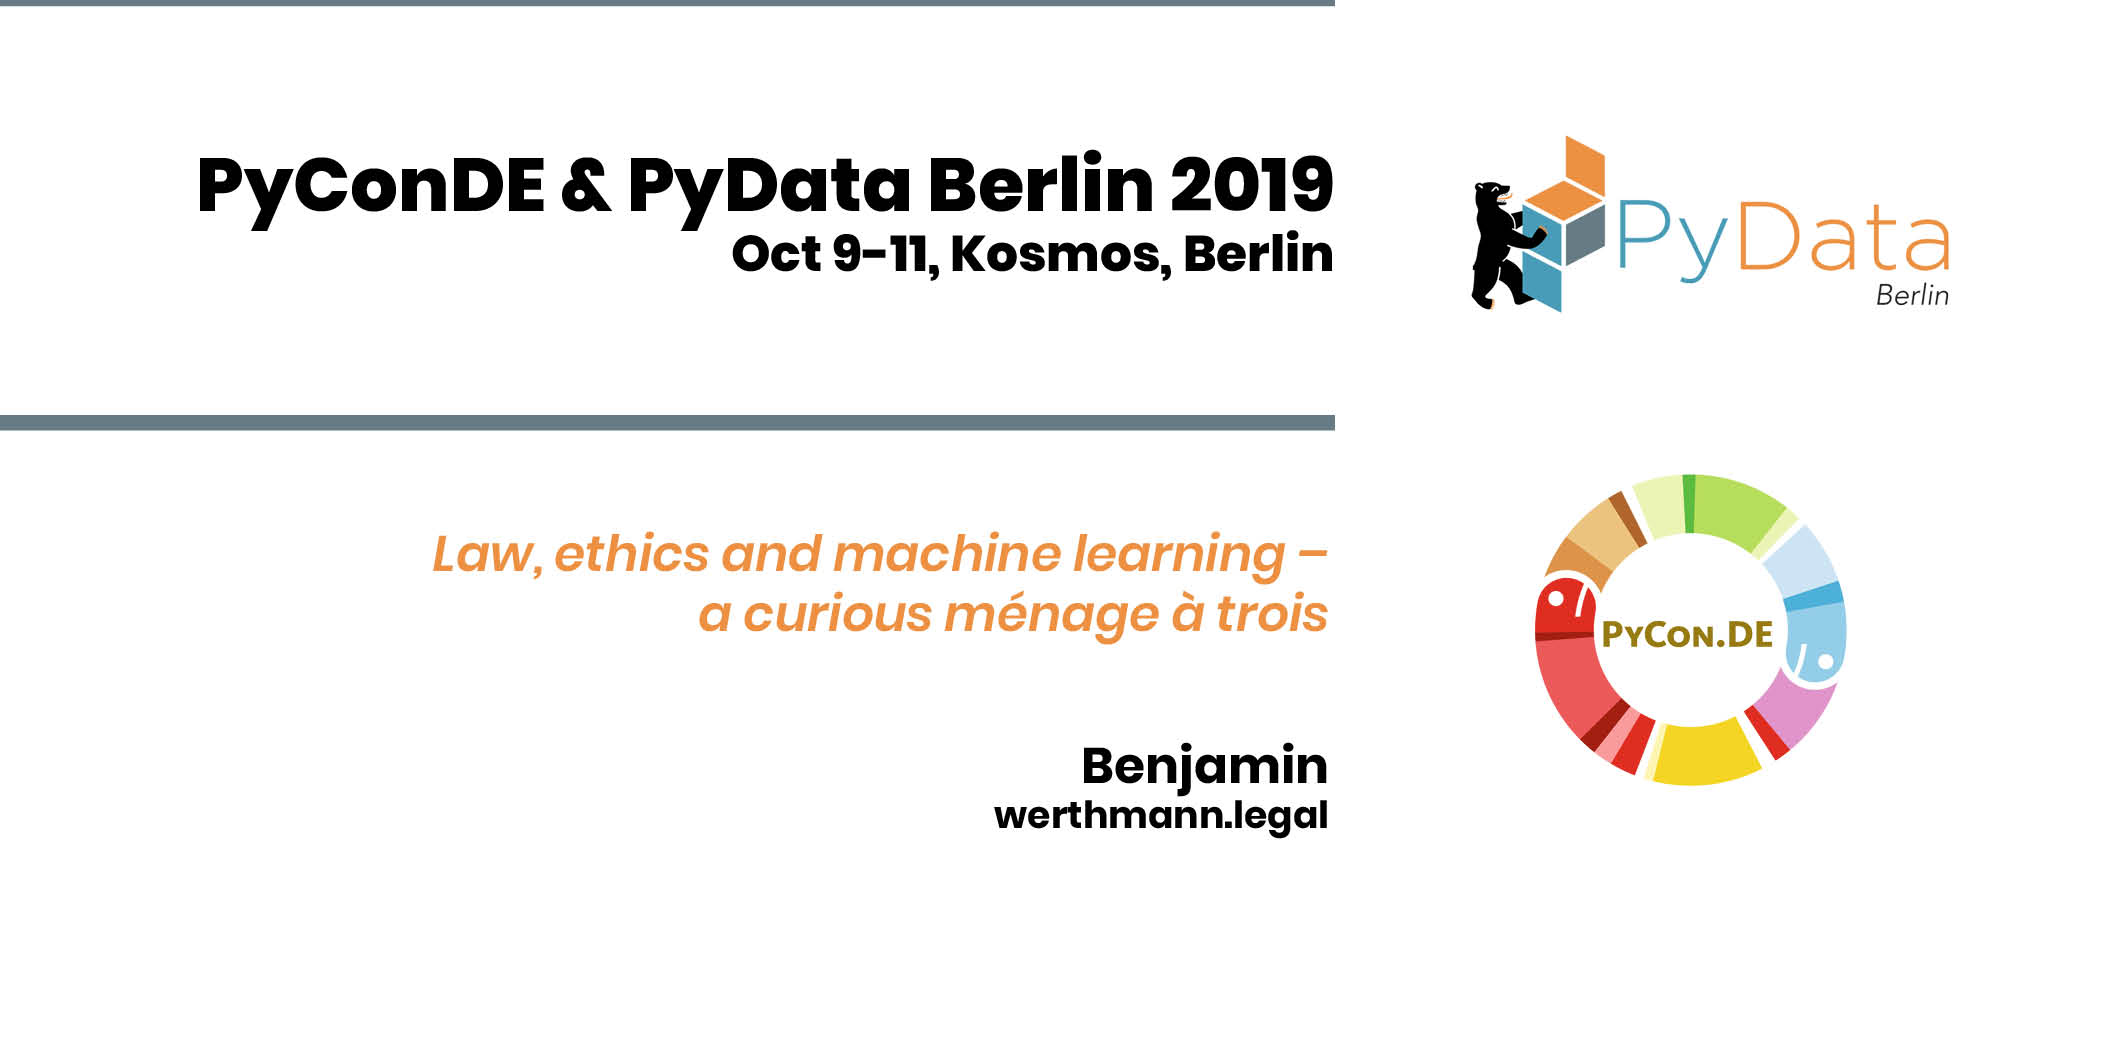 PyConDE & PyData Berlin 2019
Oct 9-11, Kosmos, Berlin
PyData
Berlin
Law, ethics and machine learning –
a curious ménage à trois
PyCon.DE
Benjamin
werthmann.legal